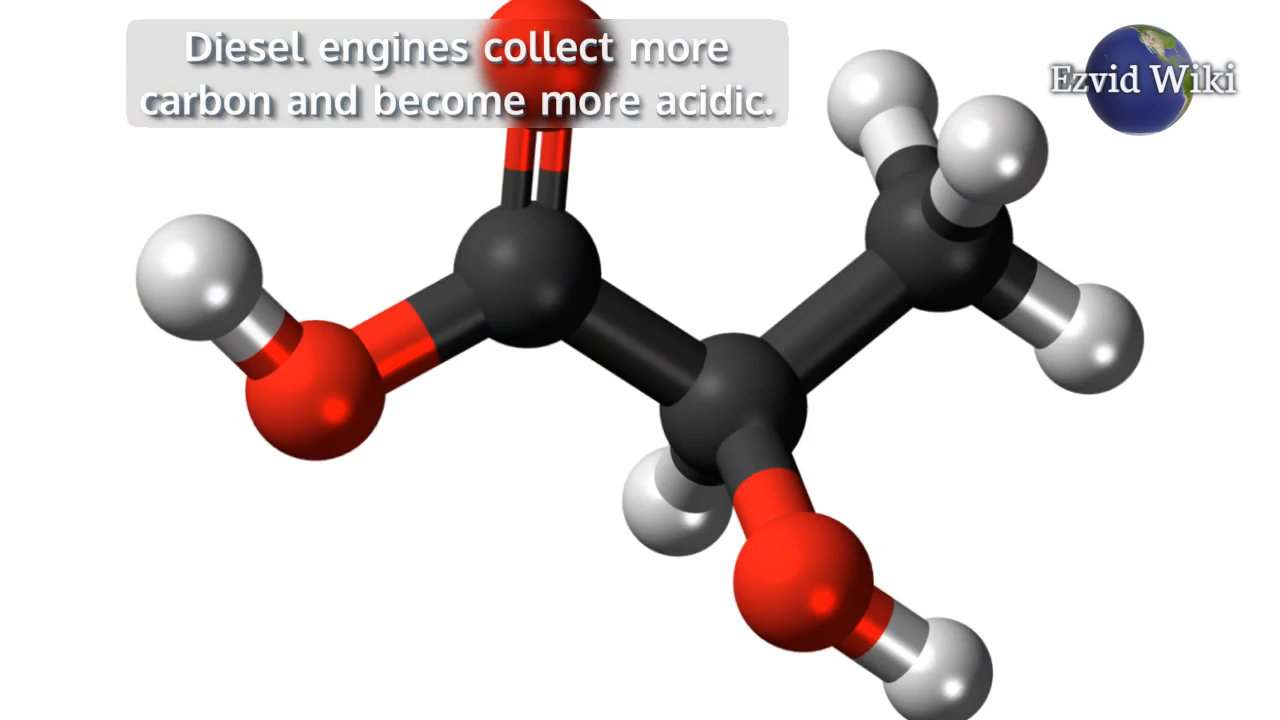 Diesel engines collect more
carbon and become more acidic.
Ezvid Wiki